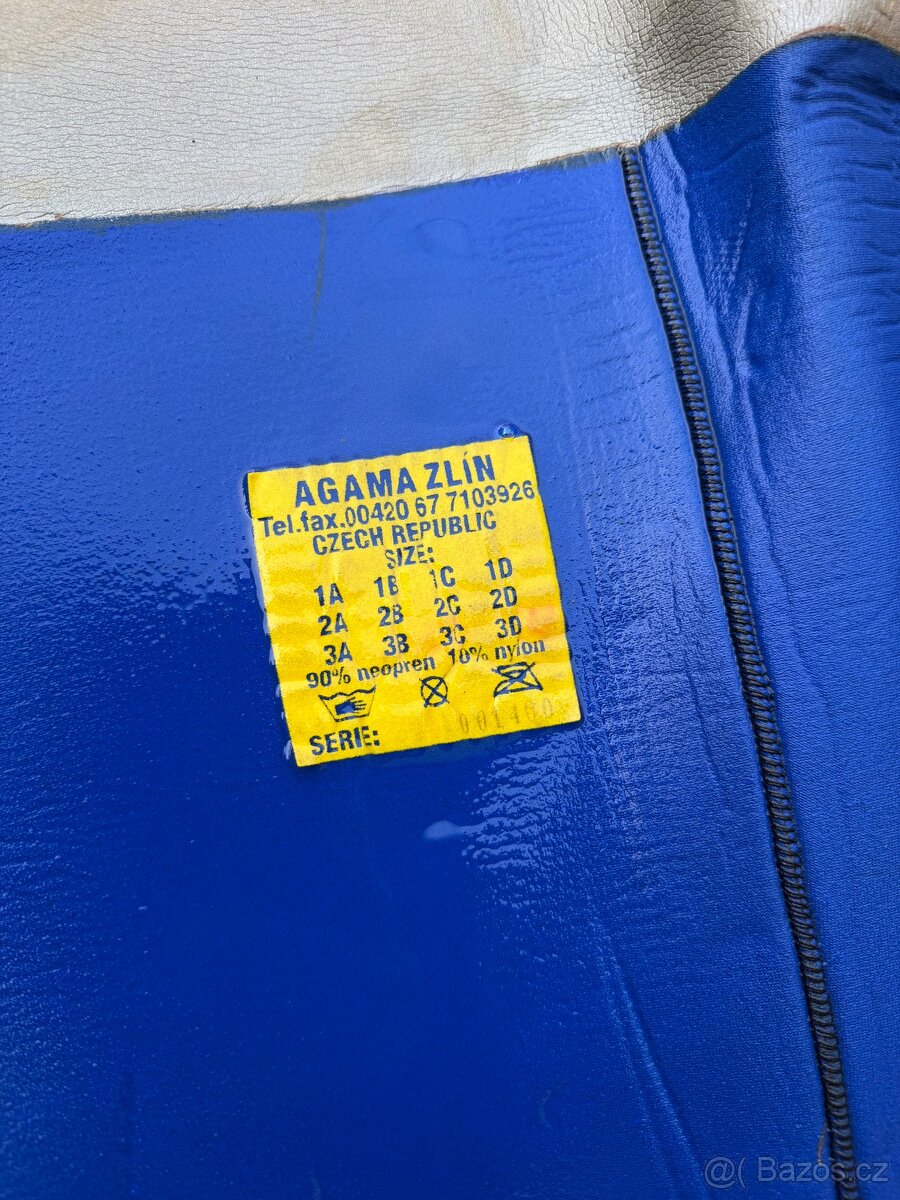 AGAMA ZLÍN
Tel.fax.00420 67 7103926
CZECH REPUBLIC
SIZE:
1A 1B 1C 1D
2A 2B 2C 2D
3A 3B 3C 3D
90% neopren 10% nylon
SERIE: 001400
@( Bazos.cz